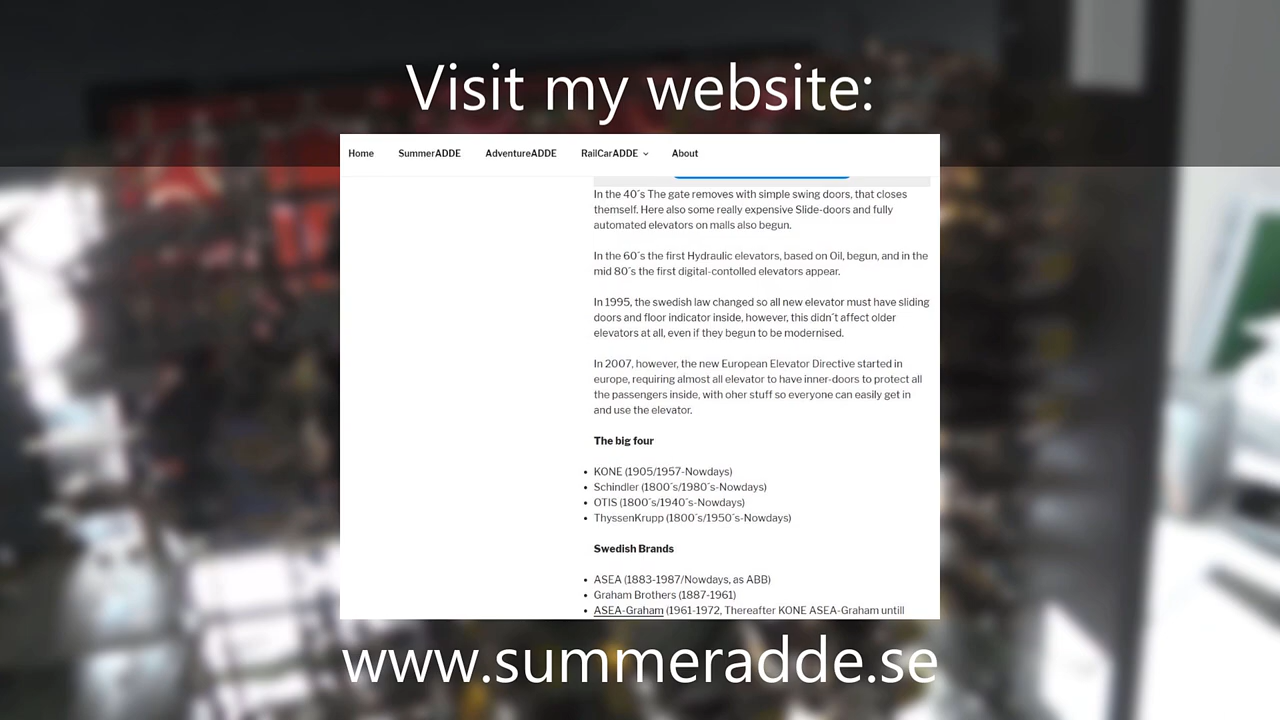 Visit my website:
Home SummerADDE AdventureADDE RailCarADDE About
In the 40´s The gate removes with simple swing doors, that closes
themself. Here also some really expensive Slide-doors and fully
automated elevators on malls also begun.
In the 60´s the first Hydraulic elevators, based on Oil, begun, and in the
mid 80´s the first digital-contolled elevators appear.
In 1995, the swedish law changed so all new elevator must have sliding
doors and floor indicator inside, however, this didn´t affect older
elevators at all, even if they begun to be modernised.
In 2007, however, the new European Elevator Directive started in
europe, requiring almost all elevator to have inner-doors to protect all
the passengers inside, with oher stuff so everyone can easily get in
and use the elevator.
The big four
• KONE (1905/1957-Nowdays)
• Schindler (1800´s/1980´s-Nowdays)
• OTIS (1800´s/1940´s-Nowdays)
• ThyssenKrupp (1800´s/1950´s-Nowdays)
Swedish Brands
• ASEA (1883-1987/Nowdays, as ABB)
• Graham Brothers (1887-1961)
• ASEA-Graham (1961-1972, Thereafter KONE ASEA-Graham untill
www.summeradde.se